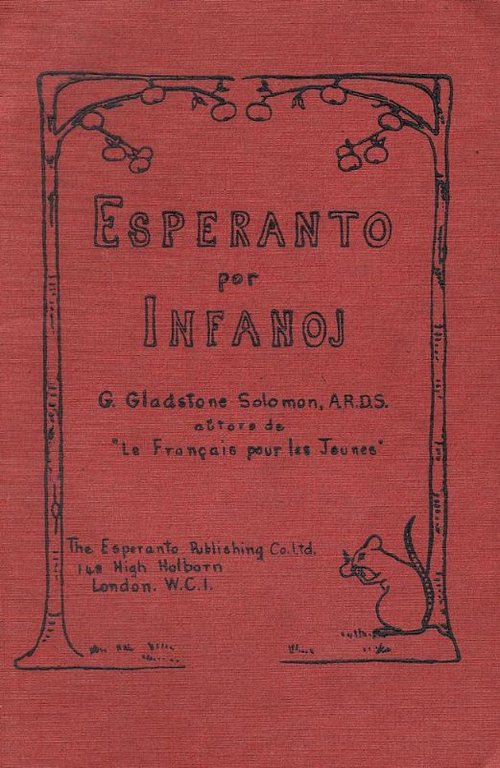 ESPERANTO
por
INFANOJ
G. Gladstone Solomon, A.R.D.S.
aŭtoro de
"Le Français pour les Jeunes"
The Esperanto Publishing Co. Ltd.
142 High Holborn
London. W.C.1.